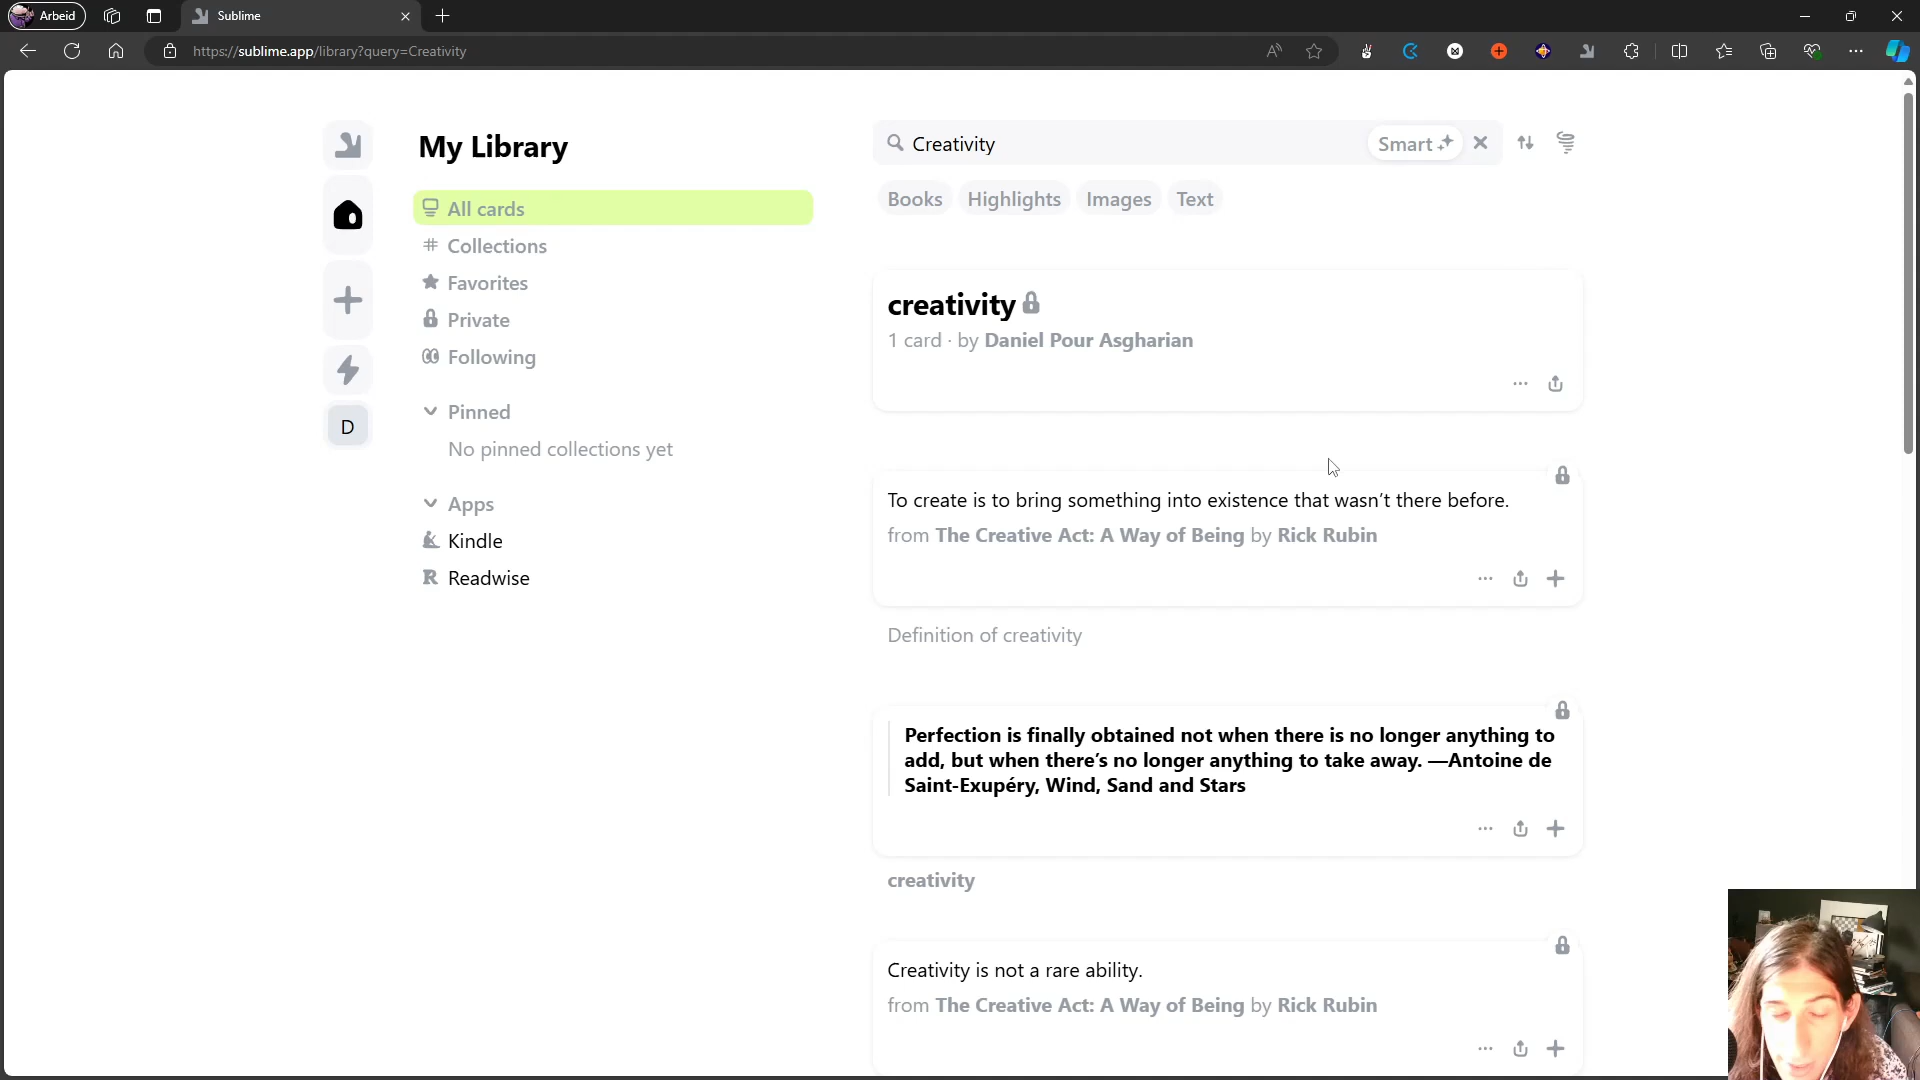 Arbeid
Sublime
https://sublime.app/library?query=Creativity
My Library
All cards
Collections
Favorites
Private
Following
Pinned
No pinned collections yet
Apps
Kindle
R Readwise
D
Creativity
Smart
Books Highlights Images Text
creativity
1 card · by Daniel Pour Asgharian
To create is to bring something into existence that wasn’t there before.
from The Creative Act: A Way of Being by Rick Rubin
Definition of creativity
Perfection is finally obtained not when there is no longer anything to
add, but when there’s no longer anything to take away. —Antoine de
Saint-Exupéry, Wind, Sand and Stars
creativity
Creativity is not a rare ability.
from The Creative Act: A Way of Being by Rick Rubin